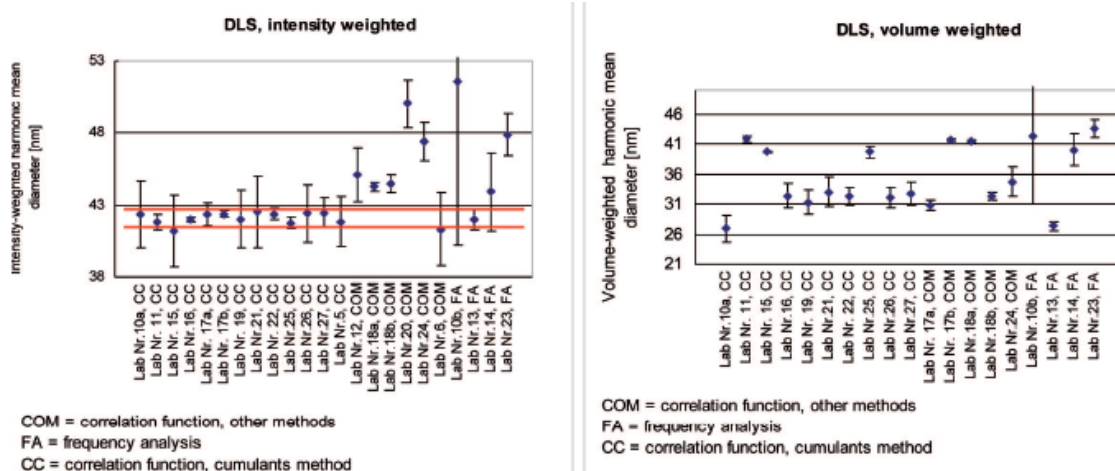 DLS, intensity weighted
Intensity-weighted harmonic mean
diameter [nm]
53
48
43
38
Lab Nr.10a, CC
Lab Nr. 11, CC
Lab Nr. 15, CC
Lab Nr.16, CC
Lab Nr. 17a, CC
Lab Nr. 17b, CC
Lab Nr. 19, CC
Lab Nr.21, CC
Lab Nr. 22, CC
Lab Nr.25, CC
Lab Nr.26, CC
Lab Nr.27, CC
Lab Nr.5, CC
Lab Nr.12, COM
Lab Nr.18a, COM
Lab Nr.18b, COM
Lab Nr.20, COM
Lab Nr.24, COM
Lab Nr.6, COM
Lab Nr.10b, FA
Lab Nr.13, FA
Lab Nr.14, FA
Lab Nr.23, FA
COM = correlation function, other methods
FA = frequency analysis
CC = correlation function, cumulants method
DLS, volume weighted
Volume-weighted harmonic mean
diameter [nm]
46
41
36
31
26
21
Lab Nr.10a, CC
Lab Nr. 11, CC
Lab Nr. 15, CC
Lab Nr.16, CC
Lab Nr. 19, CC
Lab Nr.21, CC
Lab Nr.22, CC
Lab Nr.25, CC
Lab Nr.26, CC
Lab Nr.27, CC
Lab Nr.17a, COM
Lab Nr. 17b, COM
Lab Nr. 18a, COM
Lab Nr.18b, COM
Lab Nr.24, COM
Lab Nr.10b, FA
Lab Nr.13, FA
Lab Nr.14, FA
Lab Nr.23, FA
COM = correlation function, other methods
FA = frequency analysis
CC = correlation function, cumulants method